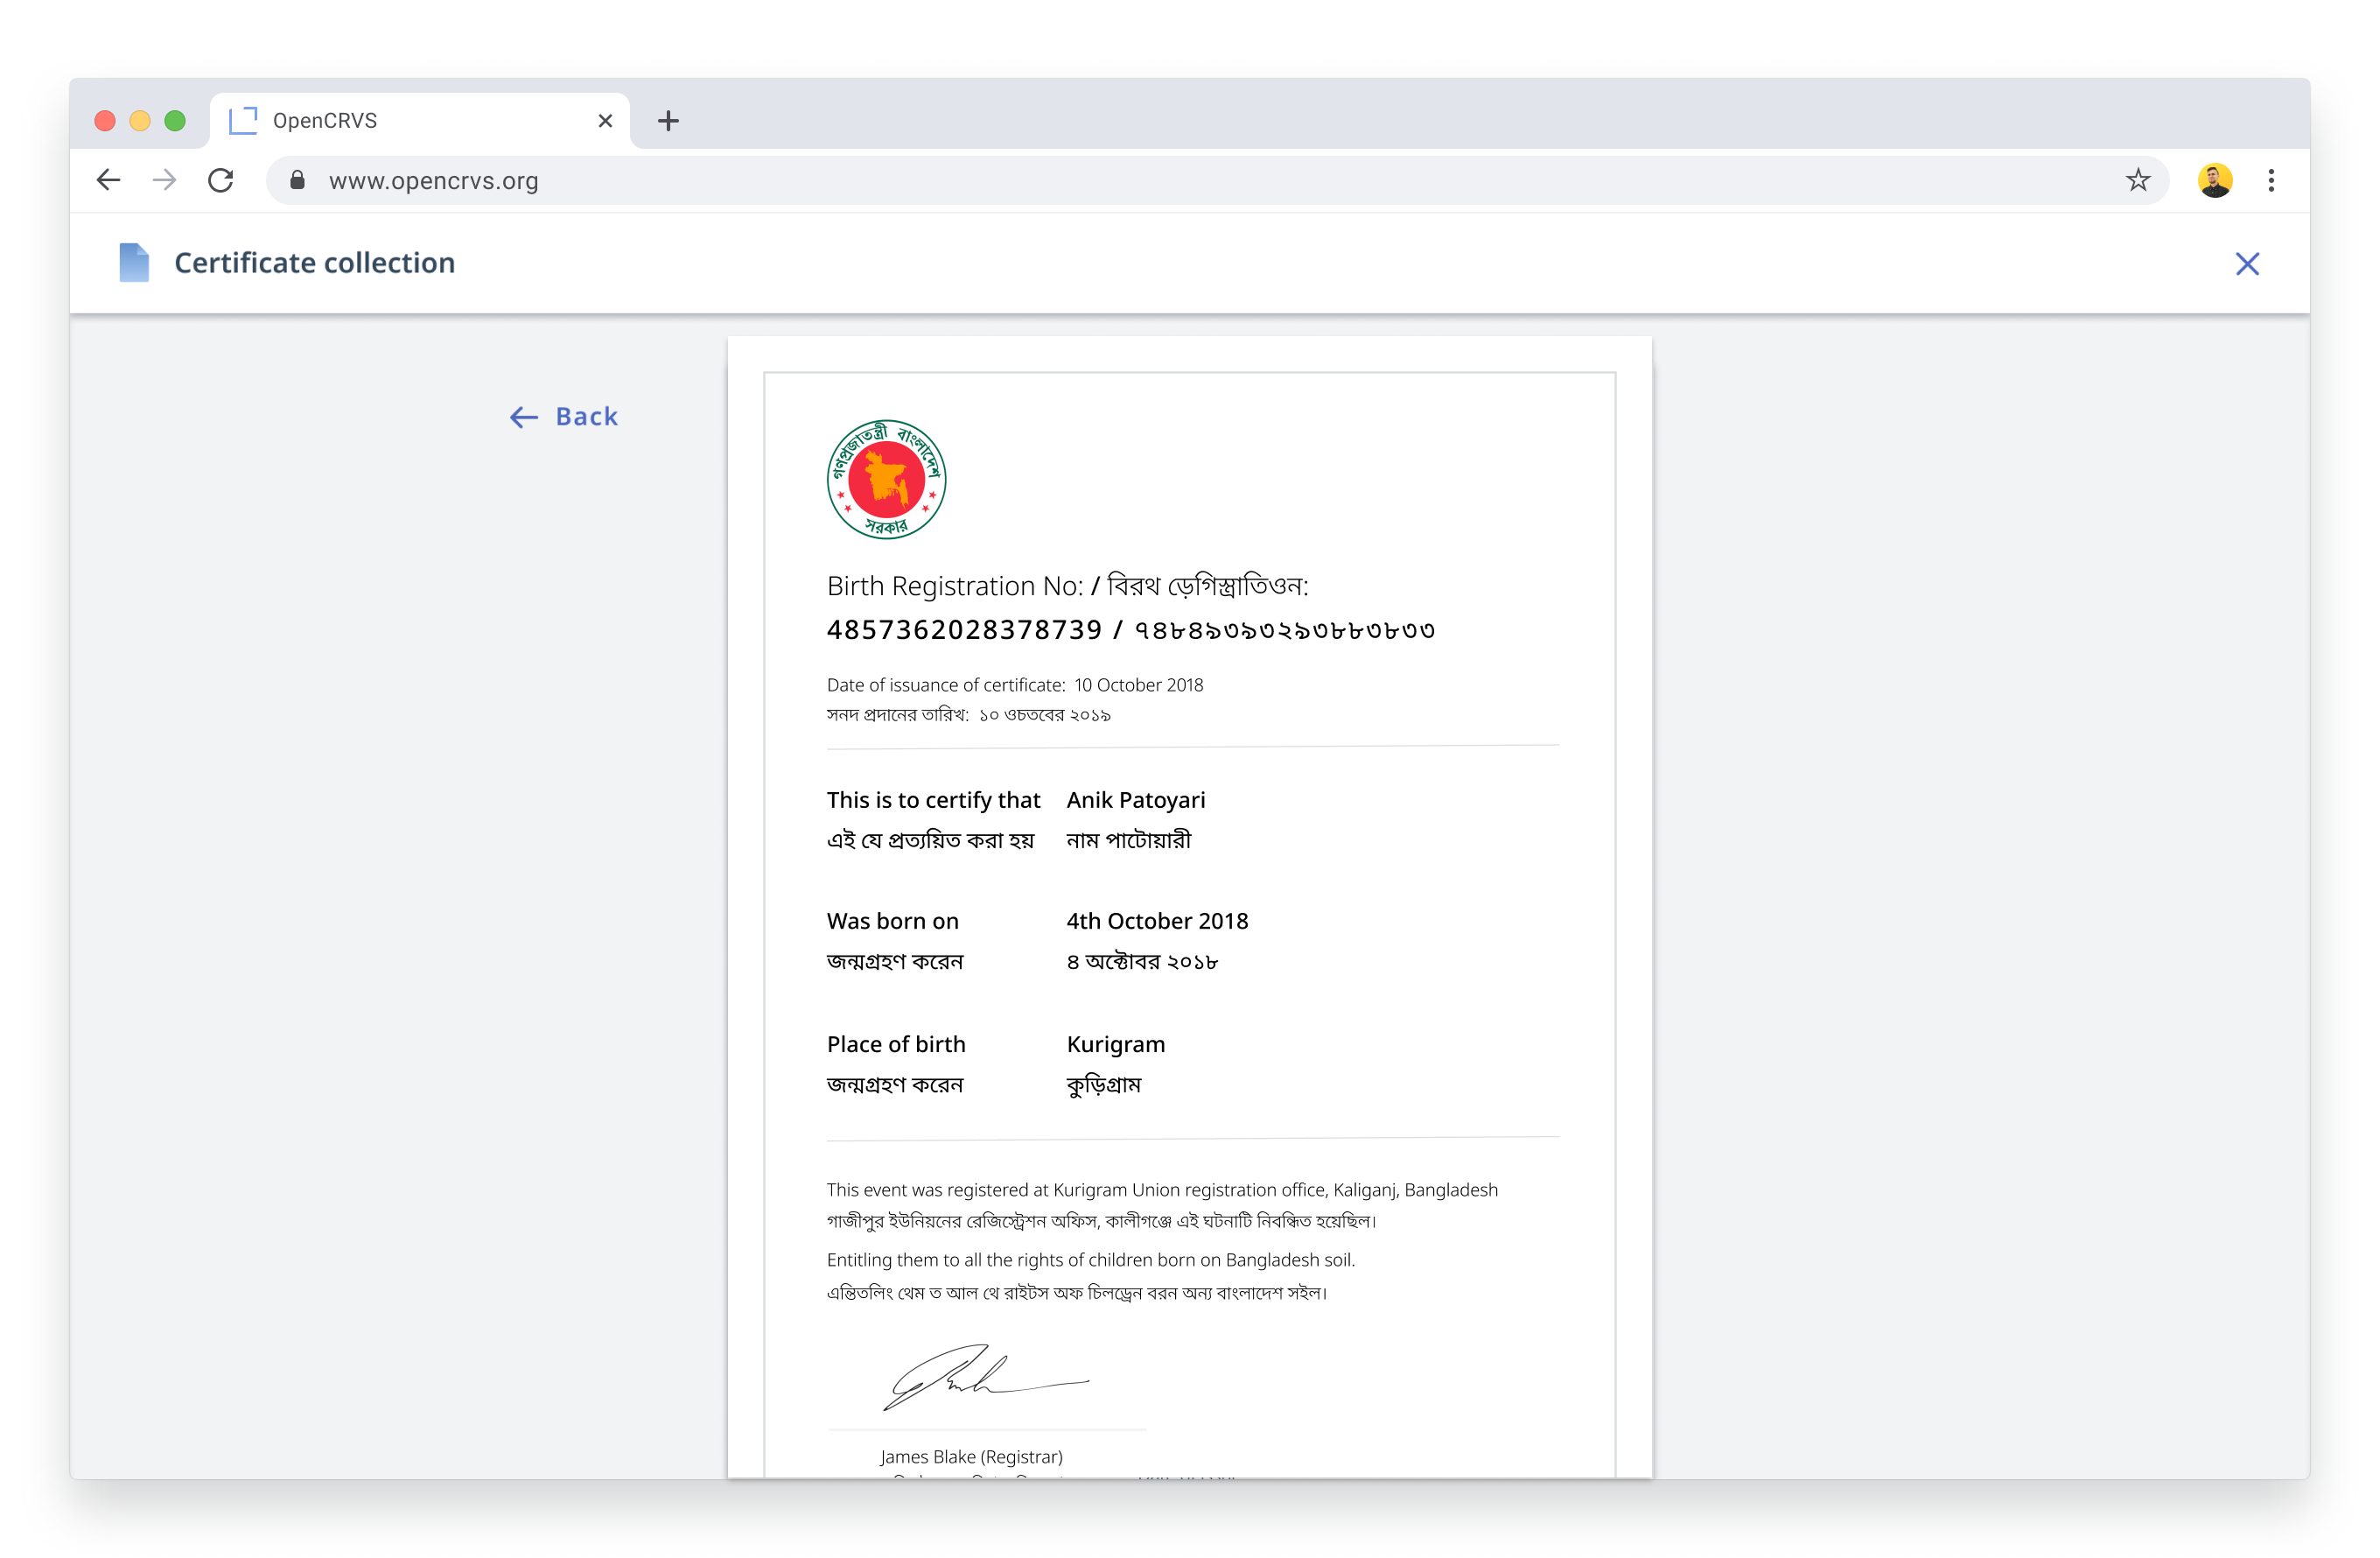 OpenCRVS
www.opencrvs.org
Certificate collection
Back
গণপ্রজাতন্ত্রী বাংলাদেশ
সরকার
Birth Registration No: / বিরথ ড়েগিস্ত্রাতিওন:
4857362028378739 / ৭৪৮৪৯৩৯৩২৯৩৮৮৩৮৩৩
Date of issuance of certificate: 10 October 2018
সনদ প্রদানের তারিখ: ১০ ওচতবের ২০১৯
This is to certify that Anik Patoyari
এই যে প্রত্যয়িত করা হয় নাম পাটোয়ারী
Was born on 4th October 2018
জন্মগ্রহণ করেন ৪ অক্টোবর ২০১৮
Place of birth Kurigram
জন্মগ্রহণ করেন কুড়িগ্রাম
This event was registered at Kurigram Union registration office, Kaliganj, Bangladesh
গাজীপুর ইউনিয়নের রেজিস্ট্রেশন অফিস, কালীগঞ্জে এই ঘটনাটি নিবন্ধিত হয়েছিল।
Entitling them to all the rights of children born on Bangladesh soil.
এন্তিতলিং থেম ত আল থে রাইটস অফ চিলড্রেন বরন অন্য বাংলাদেশ সইল।
James Blake (Registrar)